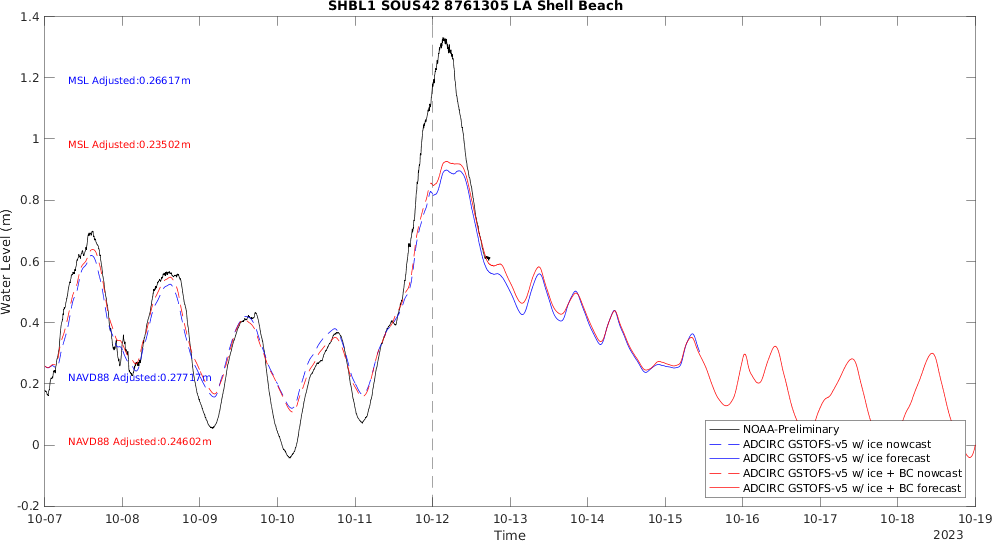 SHBL1 SOUS42 8761305 LA Shell Beach
1.4
1.2
1
0.8
0.6
0.4
0.2
0
-0.2
Water Level (m)
MSL Adjusted:0.26617m
MSL Adjusted:0.23502m
NAVD88 Adjusted:0.27717m
NAVD88 Adjusted:0.24602m
NOAA-Preliminary
ADCIRC GSTOFS-v5 w/ ice nowcast
ADCIRC GSTOFS-v5 w/ ice forecast
ADCIRC GSTOFS-v5 w/ ice + BC nowcast
ADCIRC GSTOFS-v5 w/ ice + BC forecast
10-07 10-08 10-09 10-10 10-11 10-12 10-13 10-14 10-15 10-16 10-17 10-18 10-19
Time
2023